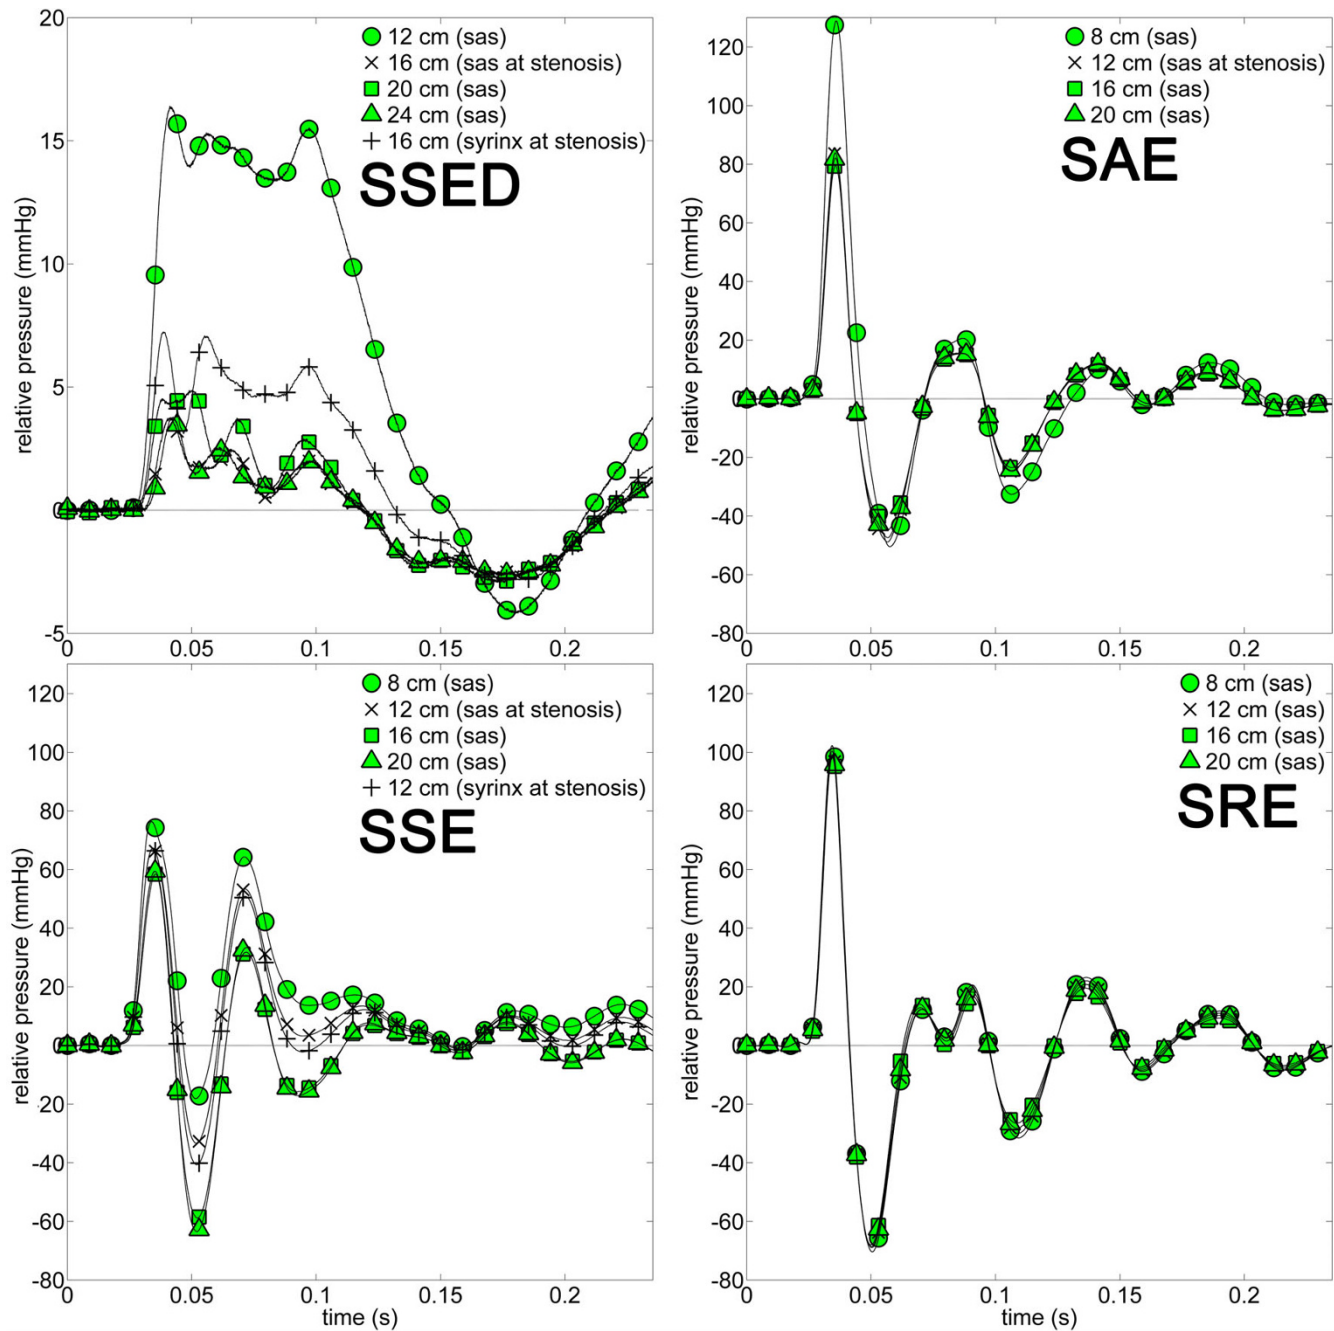 20
15
10
5
0
-5
relative pressure (mmHg)
12 cm (sas)
16 cm (sas at stenosis)
20 cm (sas)
24 cm (sas)
16 cm (syrinx at stenosis)
SSED
0 0.05 0.1 0.15 0.2
120
100
80
60
40
20
0
-20
-40
-60
-80
relative pressure (mmHg)
8 cm (sas)
12 cm (sas at stenosis)
16 cm (sas)
20 cm (sas)
SAE
0 0.05 0.1 0.15 0.2
120
100
80
60
40
20
0
-20
-40
-60
-80
relative pressure (mmHg)
8 cm (sas)
12 cm (sas at stenosis)
16 cm (sas)
20 cm (sas)
12 cm (syrinx at stenosis)
SSE
0 0.05 0.1 0.15 0.2
time (s)
120
100
80
60
40
20
0
-20
-40
-60
-80
relative pressure (mmHg)
8 cm (sas)
12 cm (sas)
16 cm (sas)
20 cm (sas)
SRE
0 0.05 0.1 0.15 0.2
time (s)